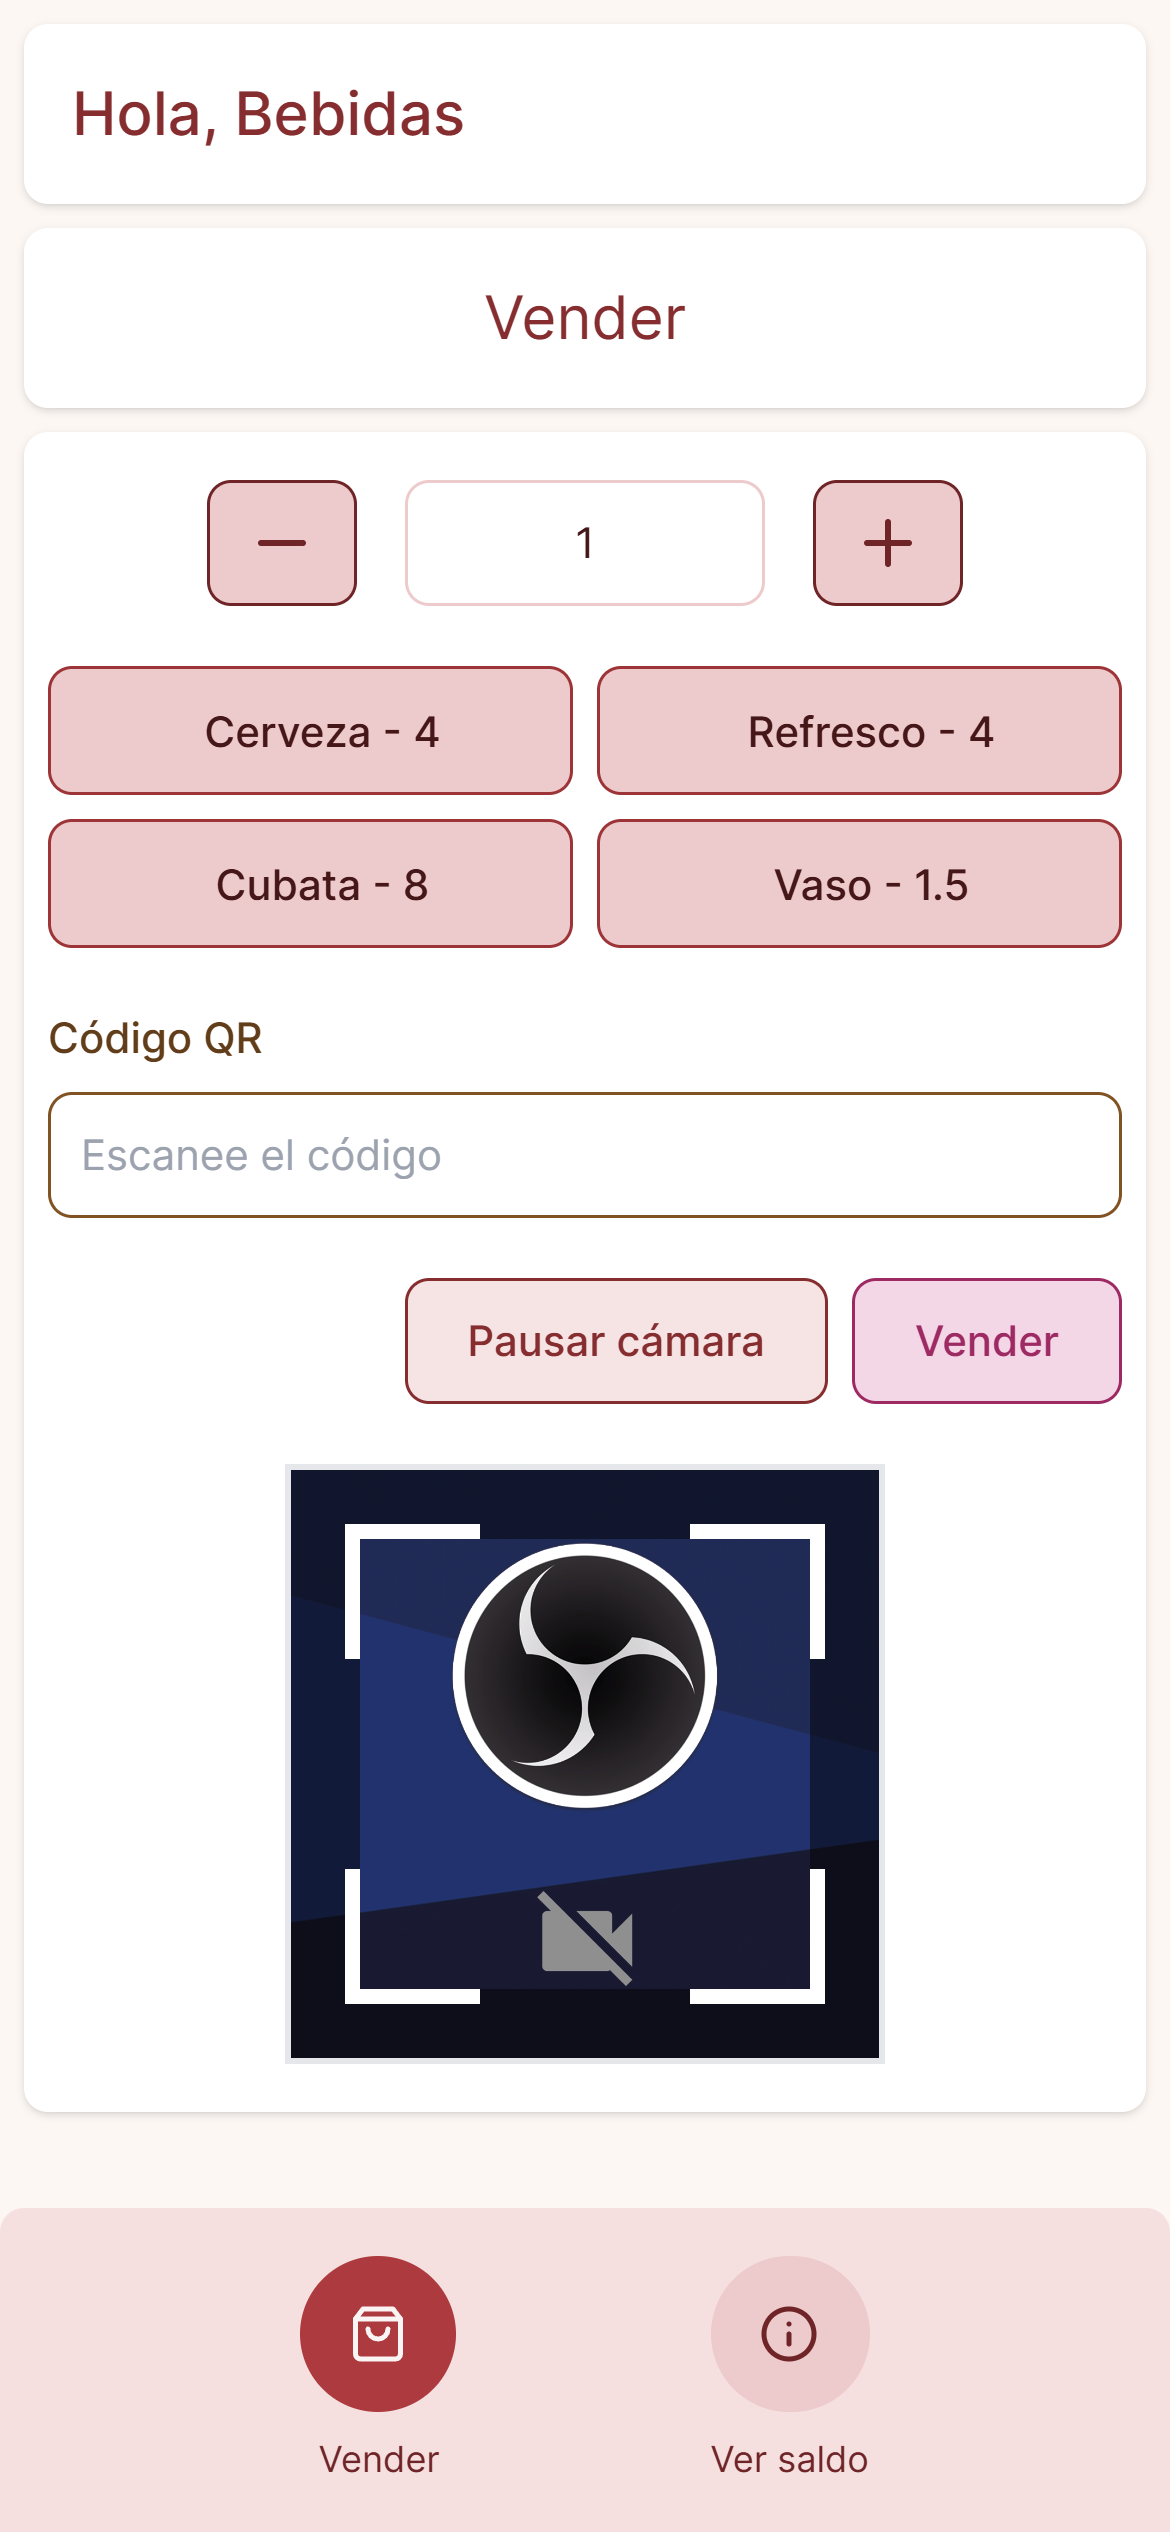 Hola, Bebidas
Vender
1
Cerveza - 4
Refresco - 4
Cubata - 8
Vaso - 1.5
Código QR
Escanee el código
Pausar cámara
Vender
Vender
Ver saldo